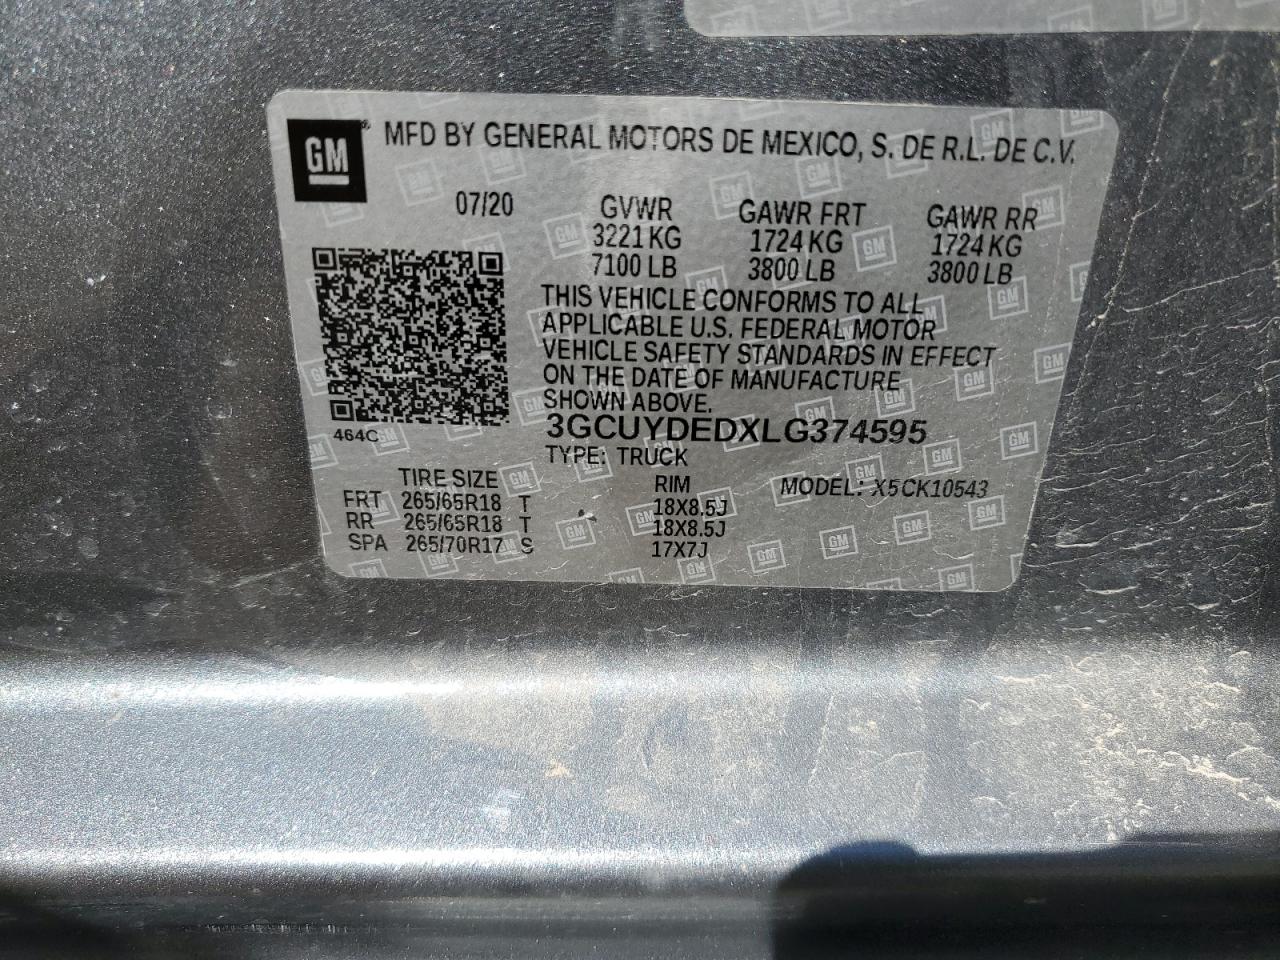 GM® MFD BY GENERAL MOTORS DE MEXICO, S. DE R.L. DE C.V.
07/20 GVWR GAWR FRT GAWR RR
3221 KG 1724 KG 1724 KG
7100 LB 3800 LB 3800 LB
THIS VEHICLE CONFORMS TO ALL
APPLICABLE U.S. FEDERAL MOTOR
VEHICLE SAFETY STANDARDS IN EFFECT
ON THE DATE OF MANUFACTURE
SHOWN ABOVE.
464C 3GCUYDEDXLG374595
TYPE: TRUCK
TIRE SIZE RIM MODEL: X5CK10543
FRT 265/65R18 T 18X8.5J
RR 265/65R18 T 18X8.5J
SPA 265/70R17 S 17X7J